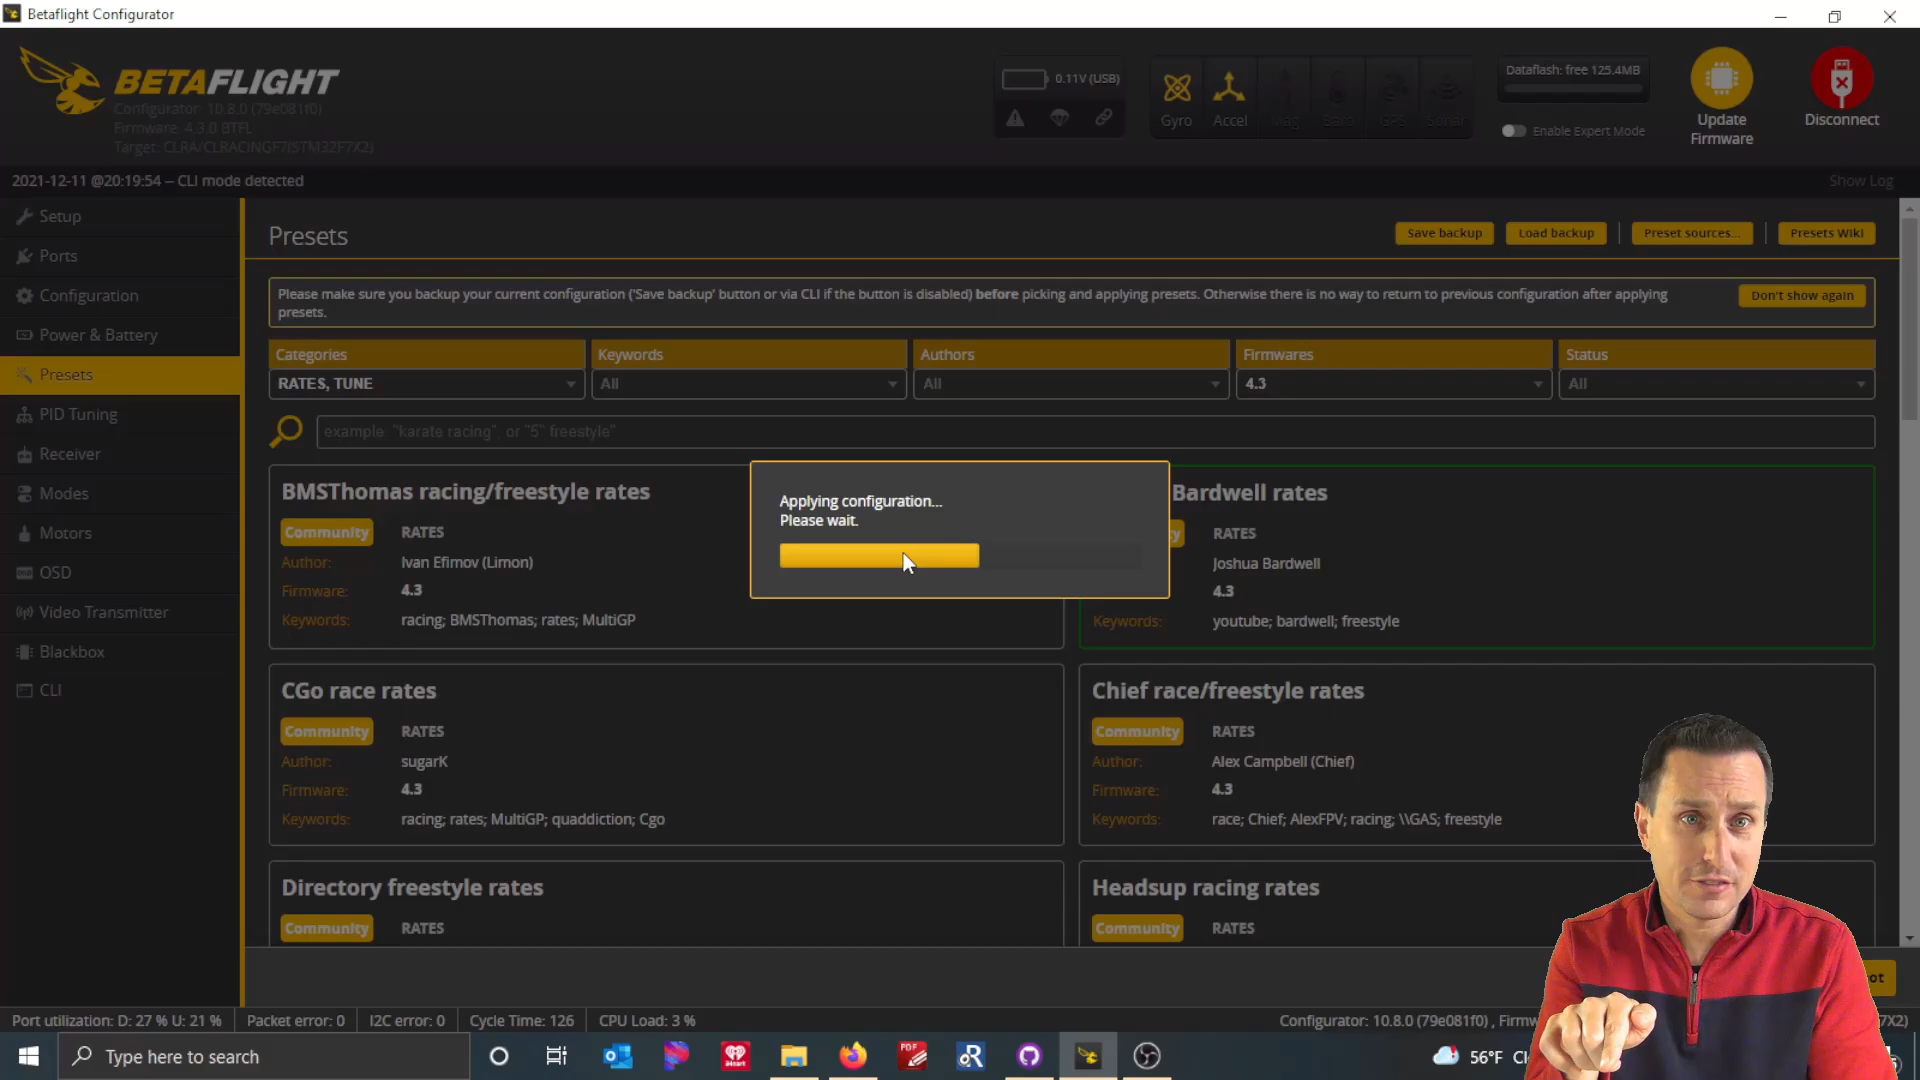 Betaflight Configurator
BETAFLIGHT
Configurator: 10.8.0 (79e081f0)
Firmware: 4.3.0 BTFL
Target: CLRA/CLRACINGF7(STM32F7X2)
0.11V (USB)
Gyro
Accel
Mag
Baro
GPS
Sonar
Dataflash: free 125.4MB
Enable Expert Mode
Update
Firmware
Disconnect
2021-12-11 @20:19:54 -- CLI mode detected
Show Log
Setup
Ports
Configuration
Power & Battery
Presets
PID Tuning
Receiver
Modes
Motors
OSD
Video Transmitter
Blackbox
CLI
Presets
Save backup
Load backup
Preset sources...
Presets Wiki
Please make sure you backup your current configuration ('Save backup' button or via CLI if the button is disabled) before picking and applying presets. Otherwise there is no way to return to previous configuration after applying
presets.
Don't show again
Categories
Keywords
Authors
Firmwares
Status
RATES, TUNE
All
All
4.3
All
example: "karate racing", or "5" freestyle"
BMSThomas racing/freestyle rates
Community
RATES
Author:
Ivan Efimov (Limon)
Firmware:
4.3
Keywords:
racing; BMSThomas; rates; MultiGP
Applying configuration...
Please wait.
Bardwell rates
RATES
Joshua Bardwell
4.3
Keywords:
youtube; bardwell; freestyle
CGo race rates
Community
RATES
Author:
sugarK
Firmware:
4.3
Keywords:
racing; rates; MultiGP; quaddiction; Cgo
Chief race/freestyle rates
Community
RATES
Author:
Alex Campbell (Chief)
Firmware:
4.3
Keywords:
race; Chief; AlexFPV; racing; \\GAS; freestyle
Directory freestyle rates
Community
RATES
Headsup racing rates
Community
RATES
Port utilization: D: 27 % U: 21 %
Packet error: 0
I2C error: 0
Cycle Time: 126
CPU Load: 3 %
Configurator: 10.8.0 (79e081f0) , Firmw
7X2)
Type here to search
56°F